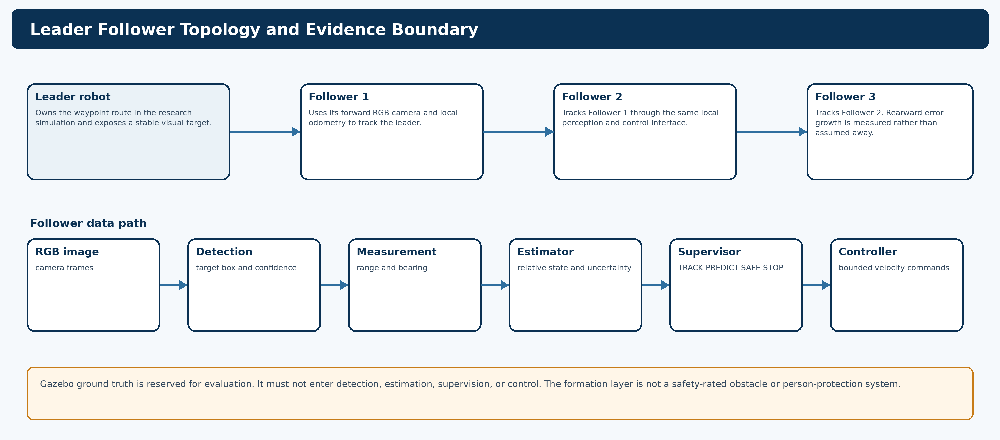 Leader Follower Topology and Evidence Boundary
Leader robot
Owns the waypoint route in the research
simulation and exposes a stable visual target.
Follower 1
Uses its forward RGB camera and local
odometry to track the leader.
Follower 2
Tracks Follower 1 through the same local
perception and control interface.
Follower 3
Tracks Follower 2. Rearward error
growth is measured rather than
assumed away.
Follower data path
RGB image
camera frames
Detection
target box and confidence
Measurement
range and bearing
Estimator
relative state and uncertainty
Supervisor
TRACK PREDICT SAFE STOP
Controller
bounded velocity commands
Gazebo ground truth is reserved for evaluation. It must not enter detection, estimation, supervision, or control. The formation layer is not a safety-rated obstacle or person-protection system.